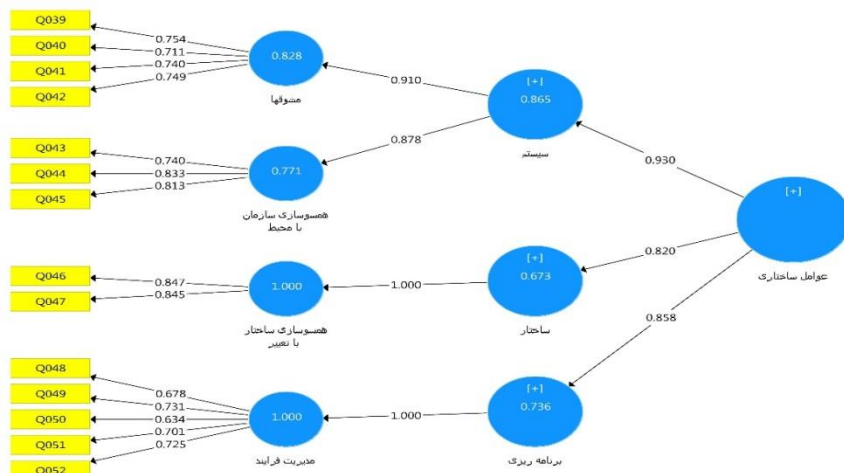 Q039
Q040
Q041
Q042
0.754
0.711
0.740
0.749
0.828
مشوقها
0.910
[+]
0.865
سیستم
Q043
Q044
Q045
0.740
0.833
0.813
0.771
همسوسازی سازمان
با محیط
0.878
0.930
[+]
عوامل ساختاری
Q046
Q047
0.847
0.845
1.000
همسوسازی ساختار
با تغییر
1.000
[+]
0.673
ساختار
0.820
Q048
Q049
Q050
Q051
Q052
0.678
0.731
0.634
0.701
0.725
1.000
مدیریت فرایند
1.000
[+]
0.736
برنامه ریزی
0.858